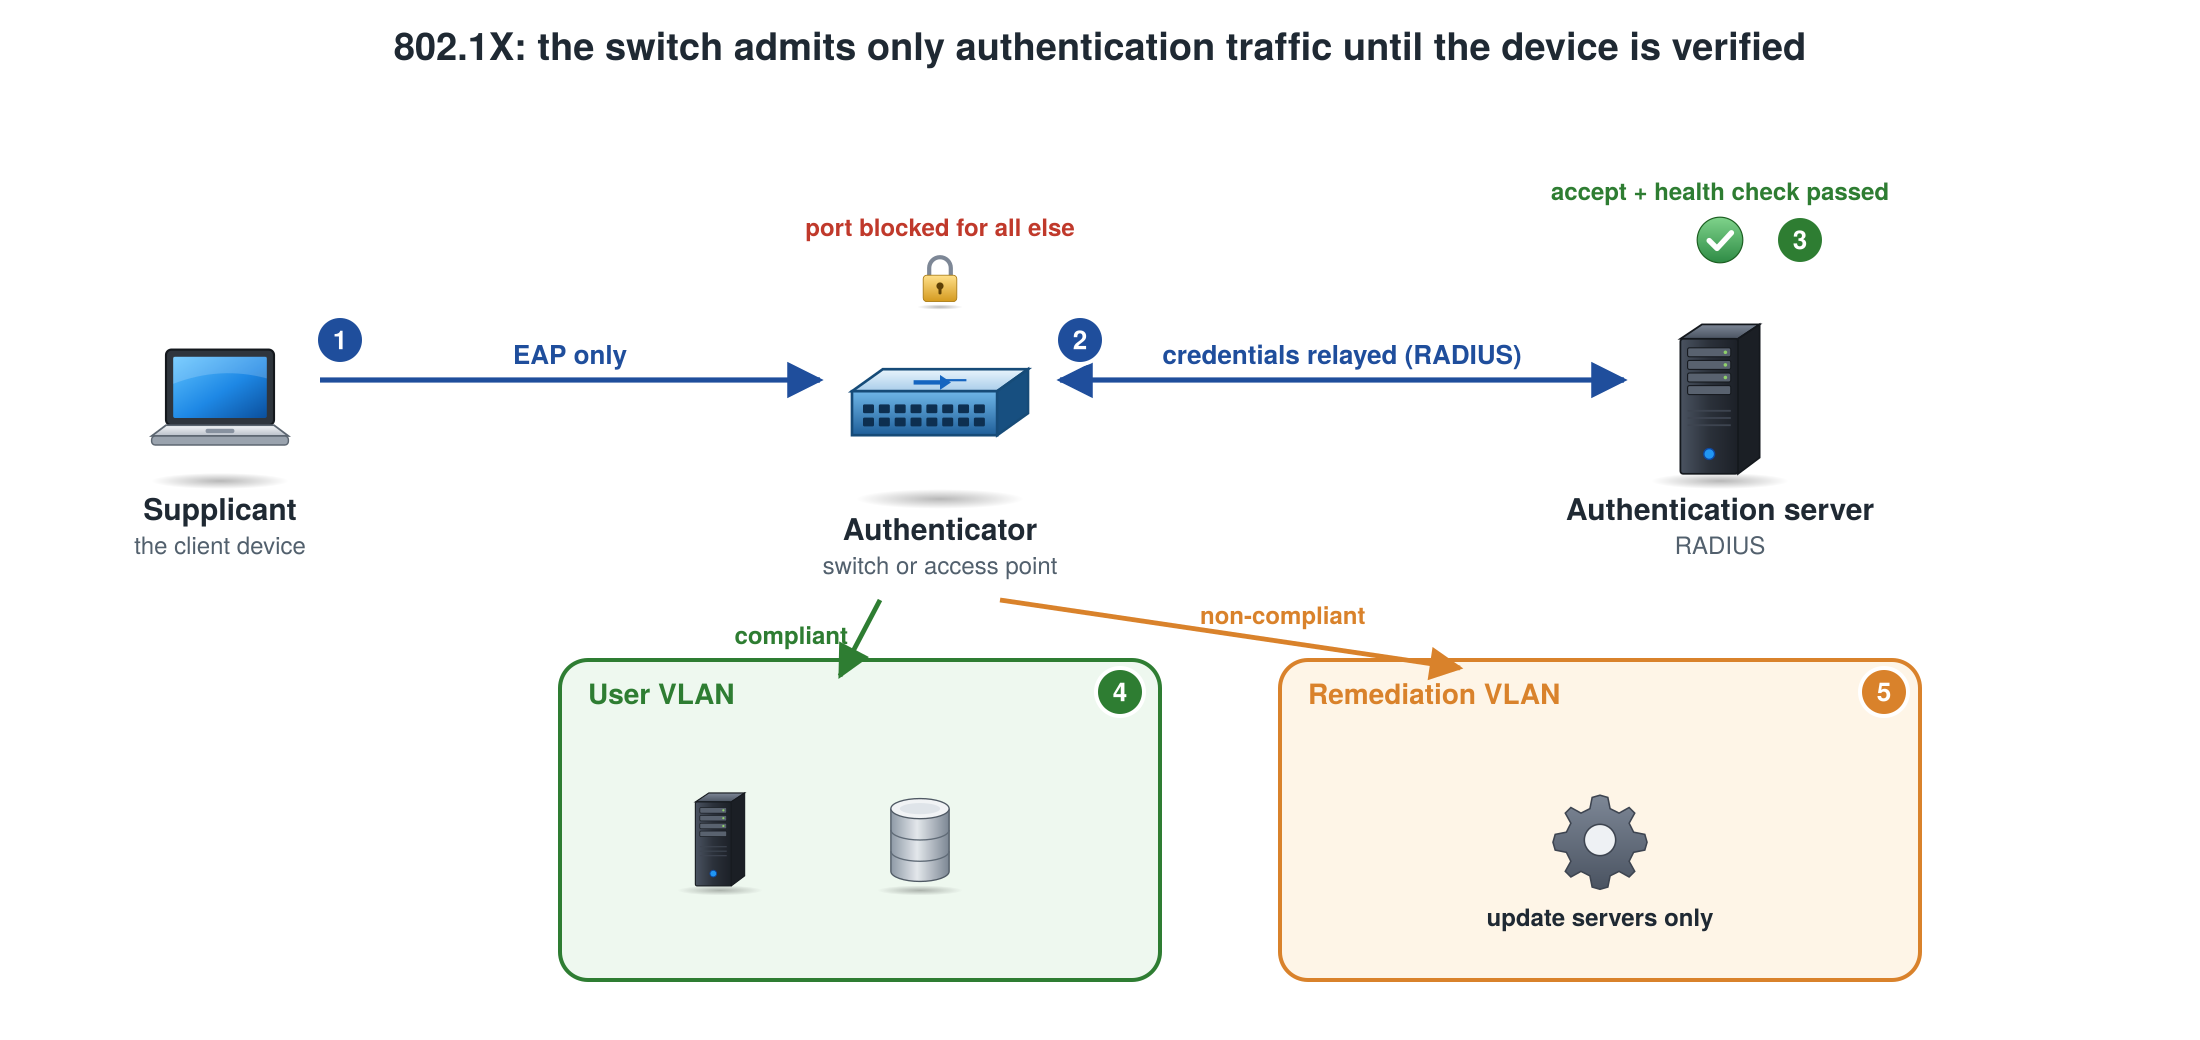 802.1X: the switch admits only authentication traffic until the device is verified
accept + health check passed
port blocked for all else
3
1
EAP only
2
credentials relayed (RADIUS)
Supplicant
the client device
Authenticator
switch or access point
Authentication server
RADIUS
compliant
non-compliant
User VLAN
4
Remediation VLAN
5
update servers only